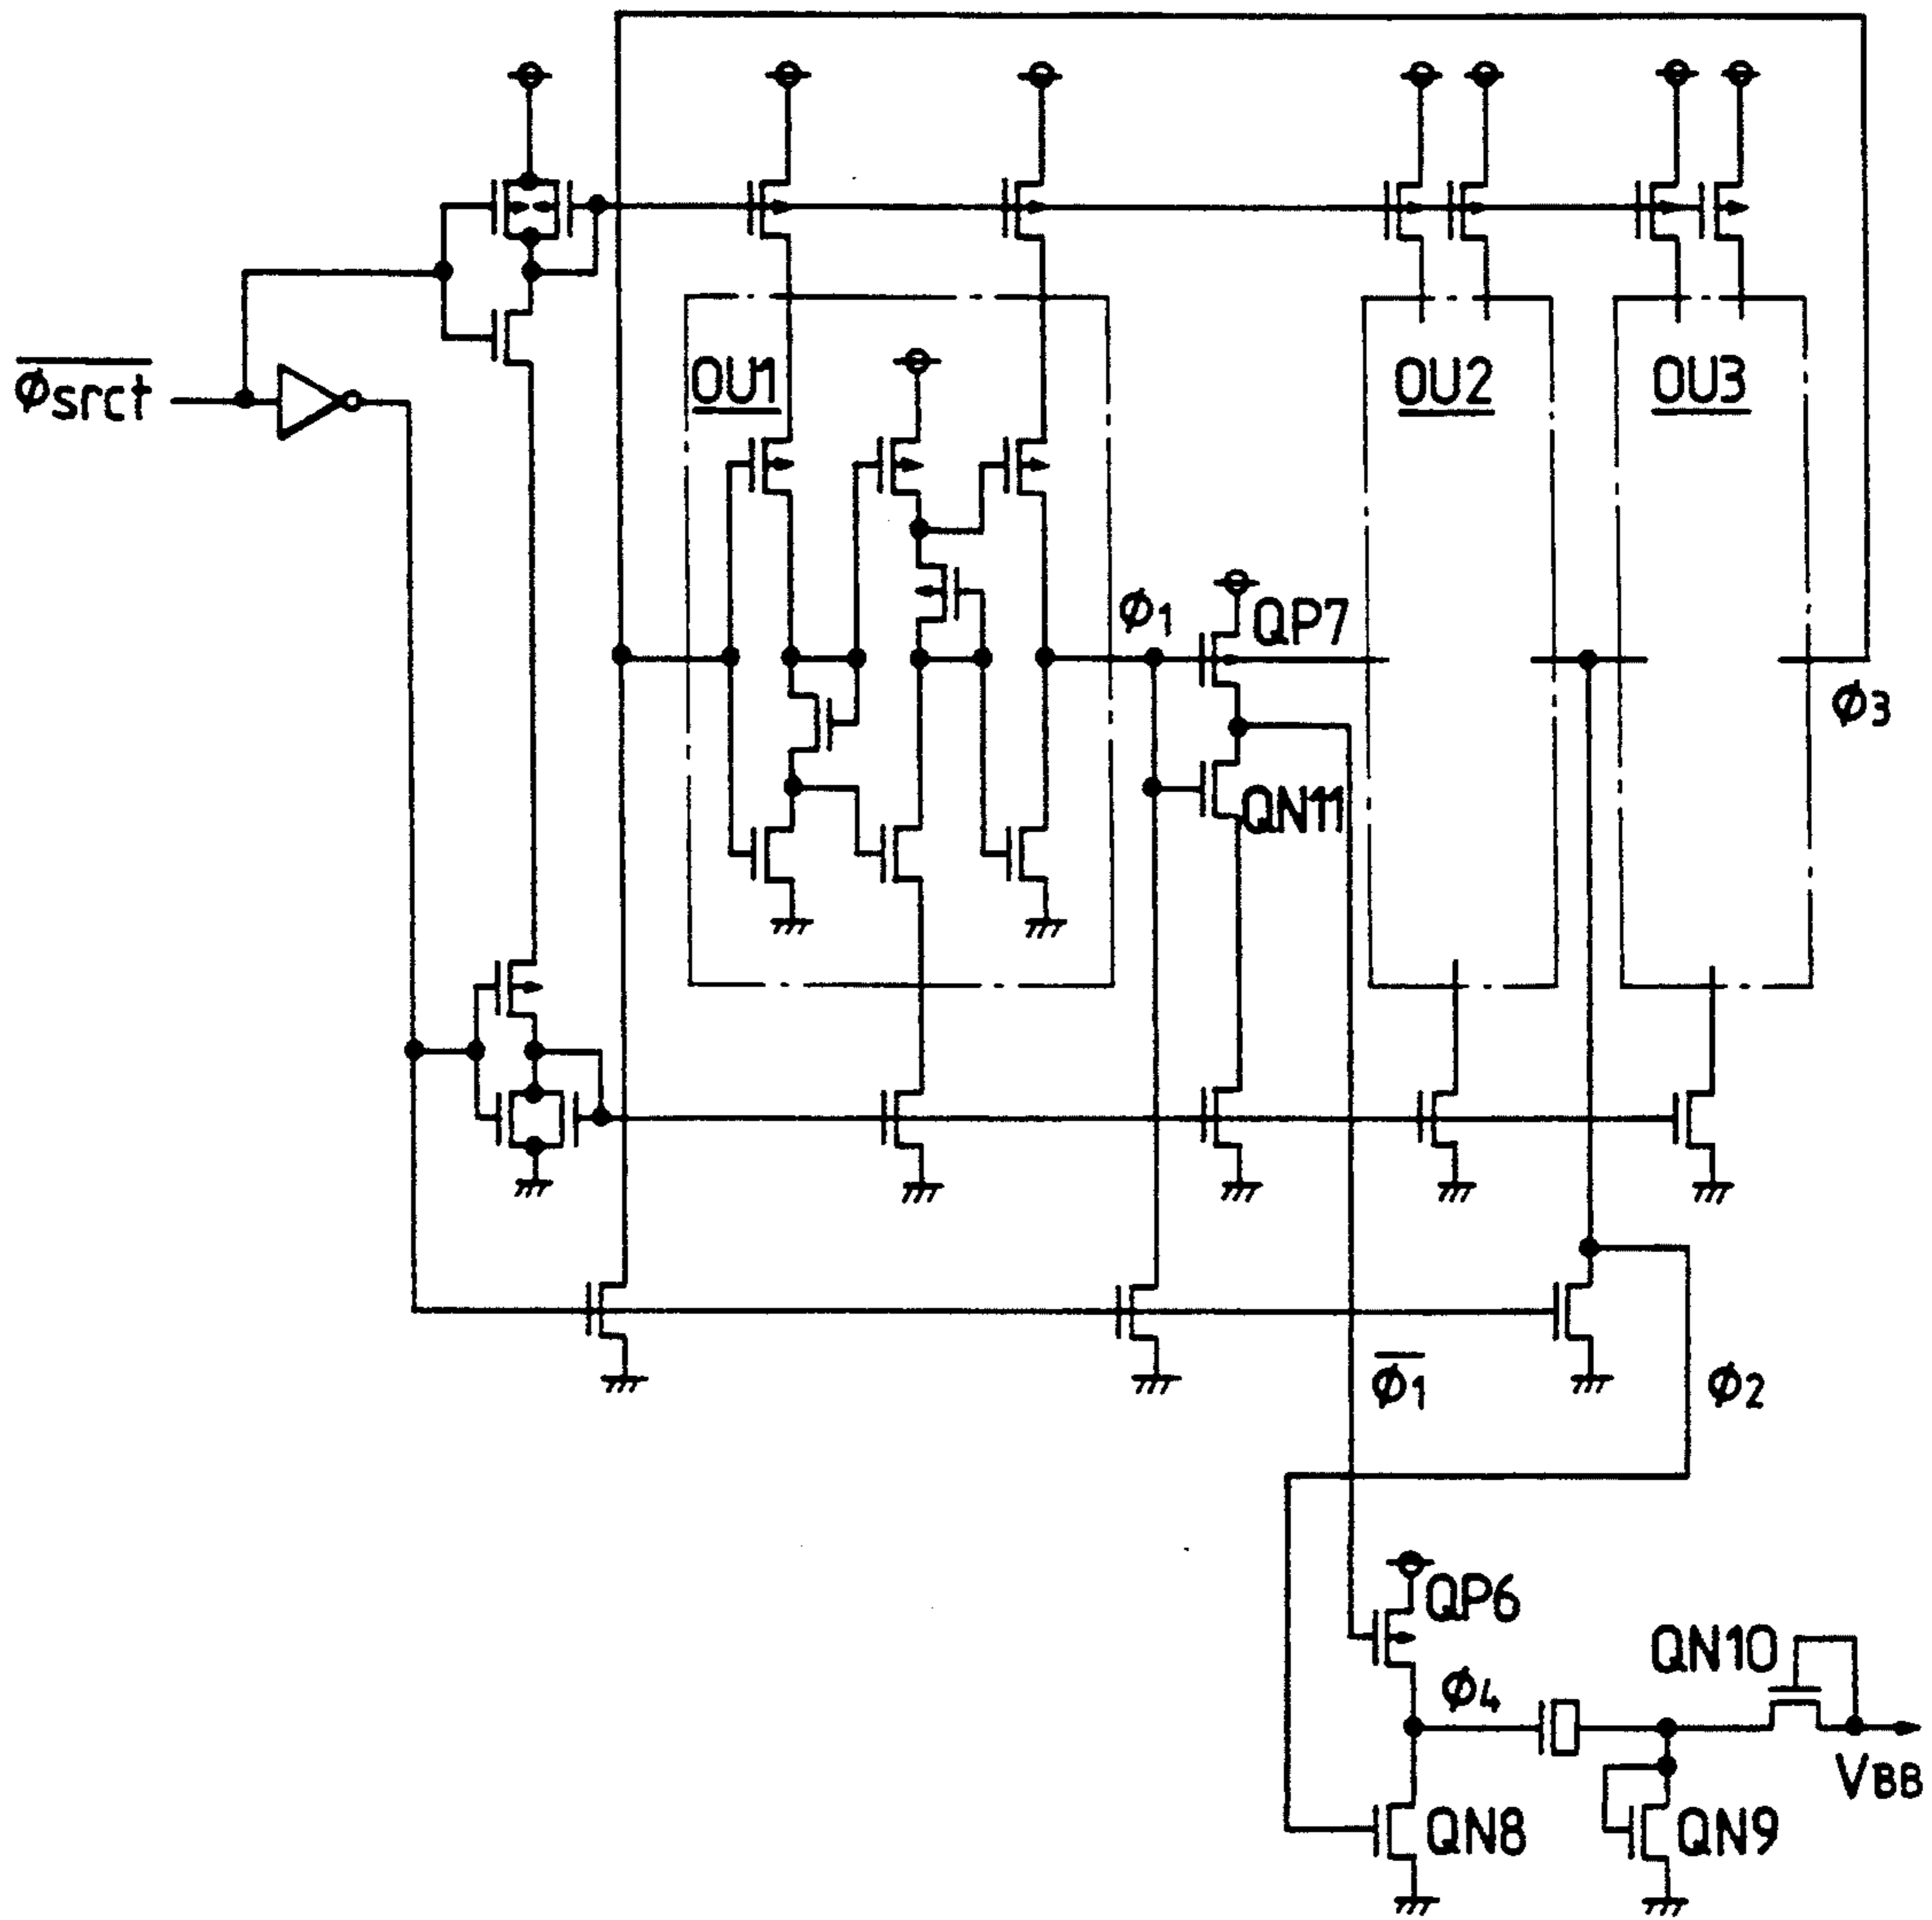 OU1
OU2
OU3
φsrct
φ1
QP7
φ3
QN11
φ1
φ2
QP6
QN10
φ4
VBB
QN8
QN9